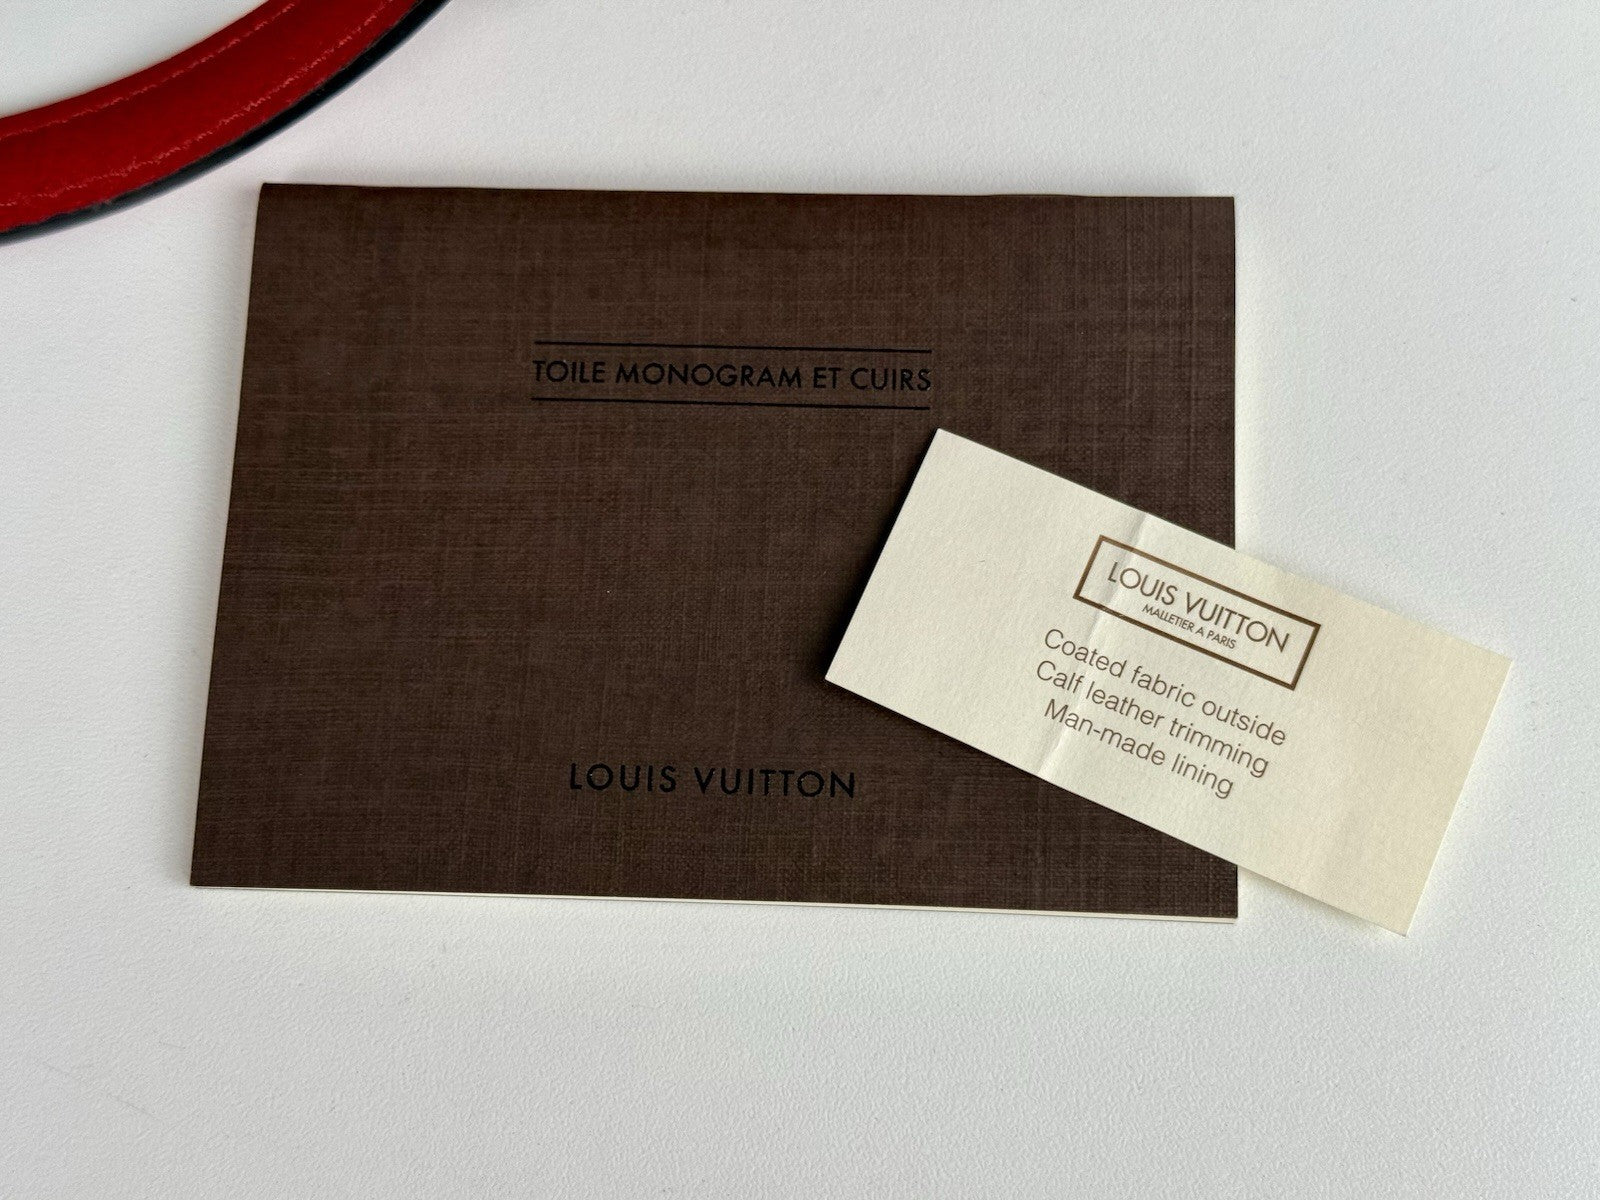 TOILE MONOGRAM ET CUIRS
LOUIS VUITTON
LOUIS VUITTON
MALLETIER A PARIS
Coated fabric outside
Calf leather trimming
Man-made lining